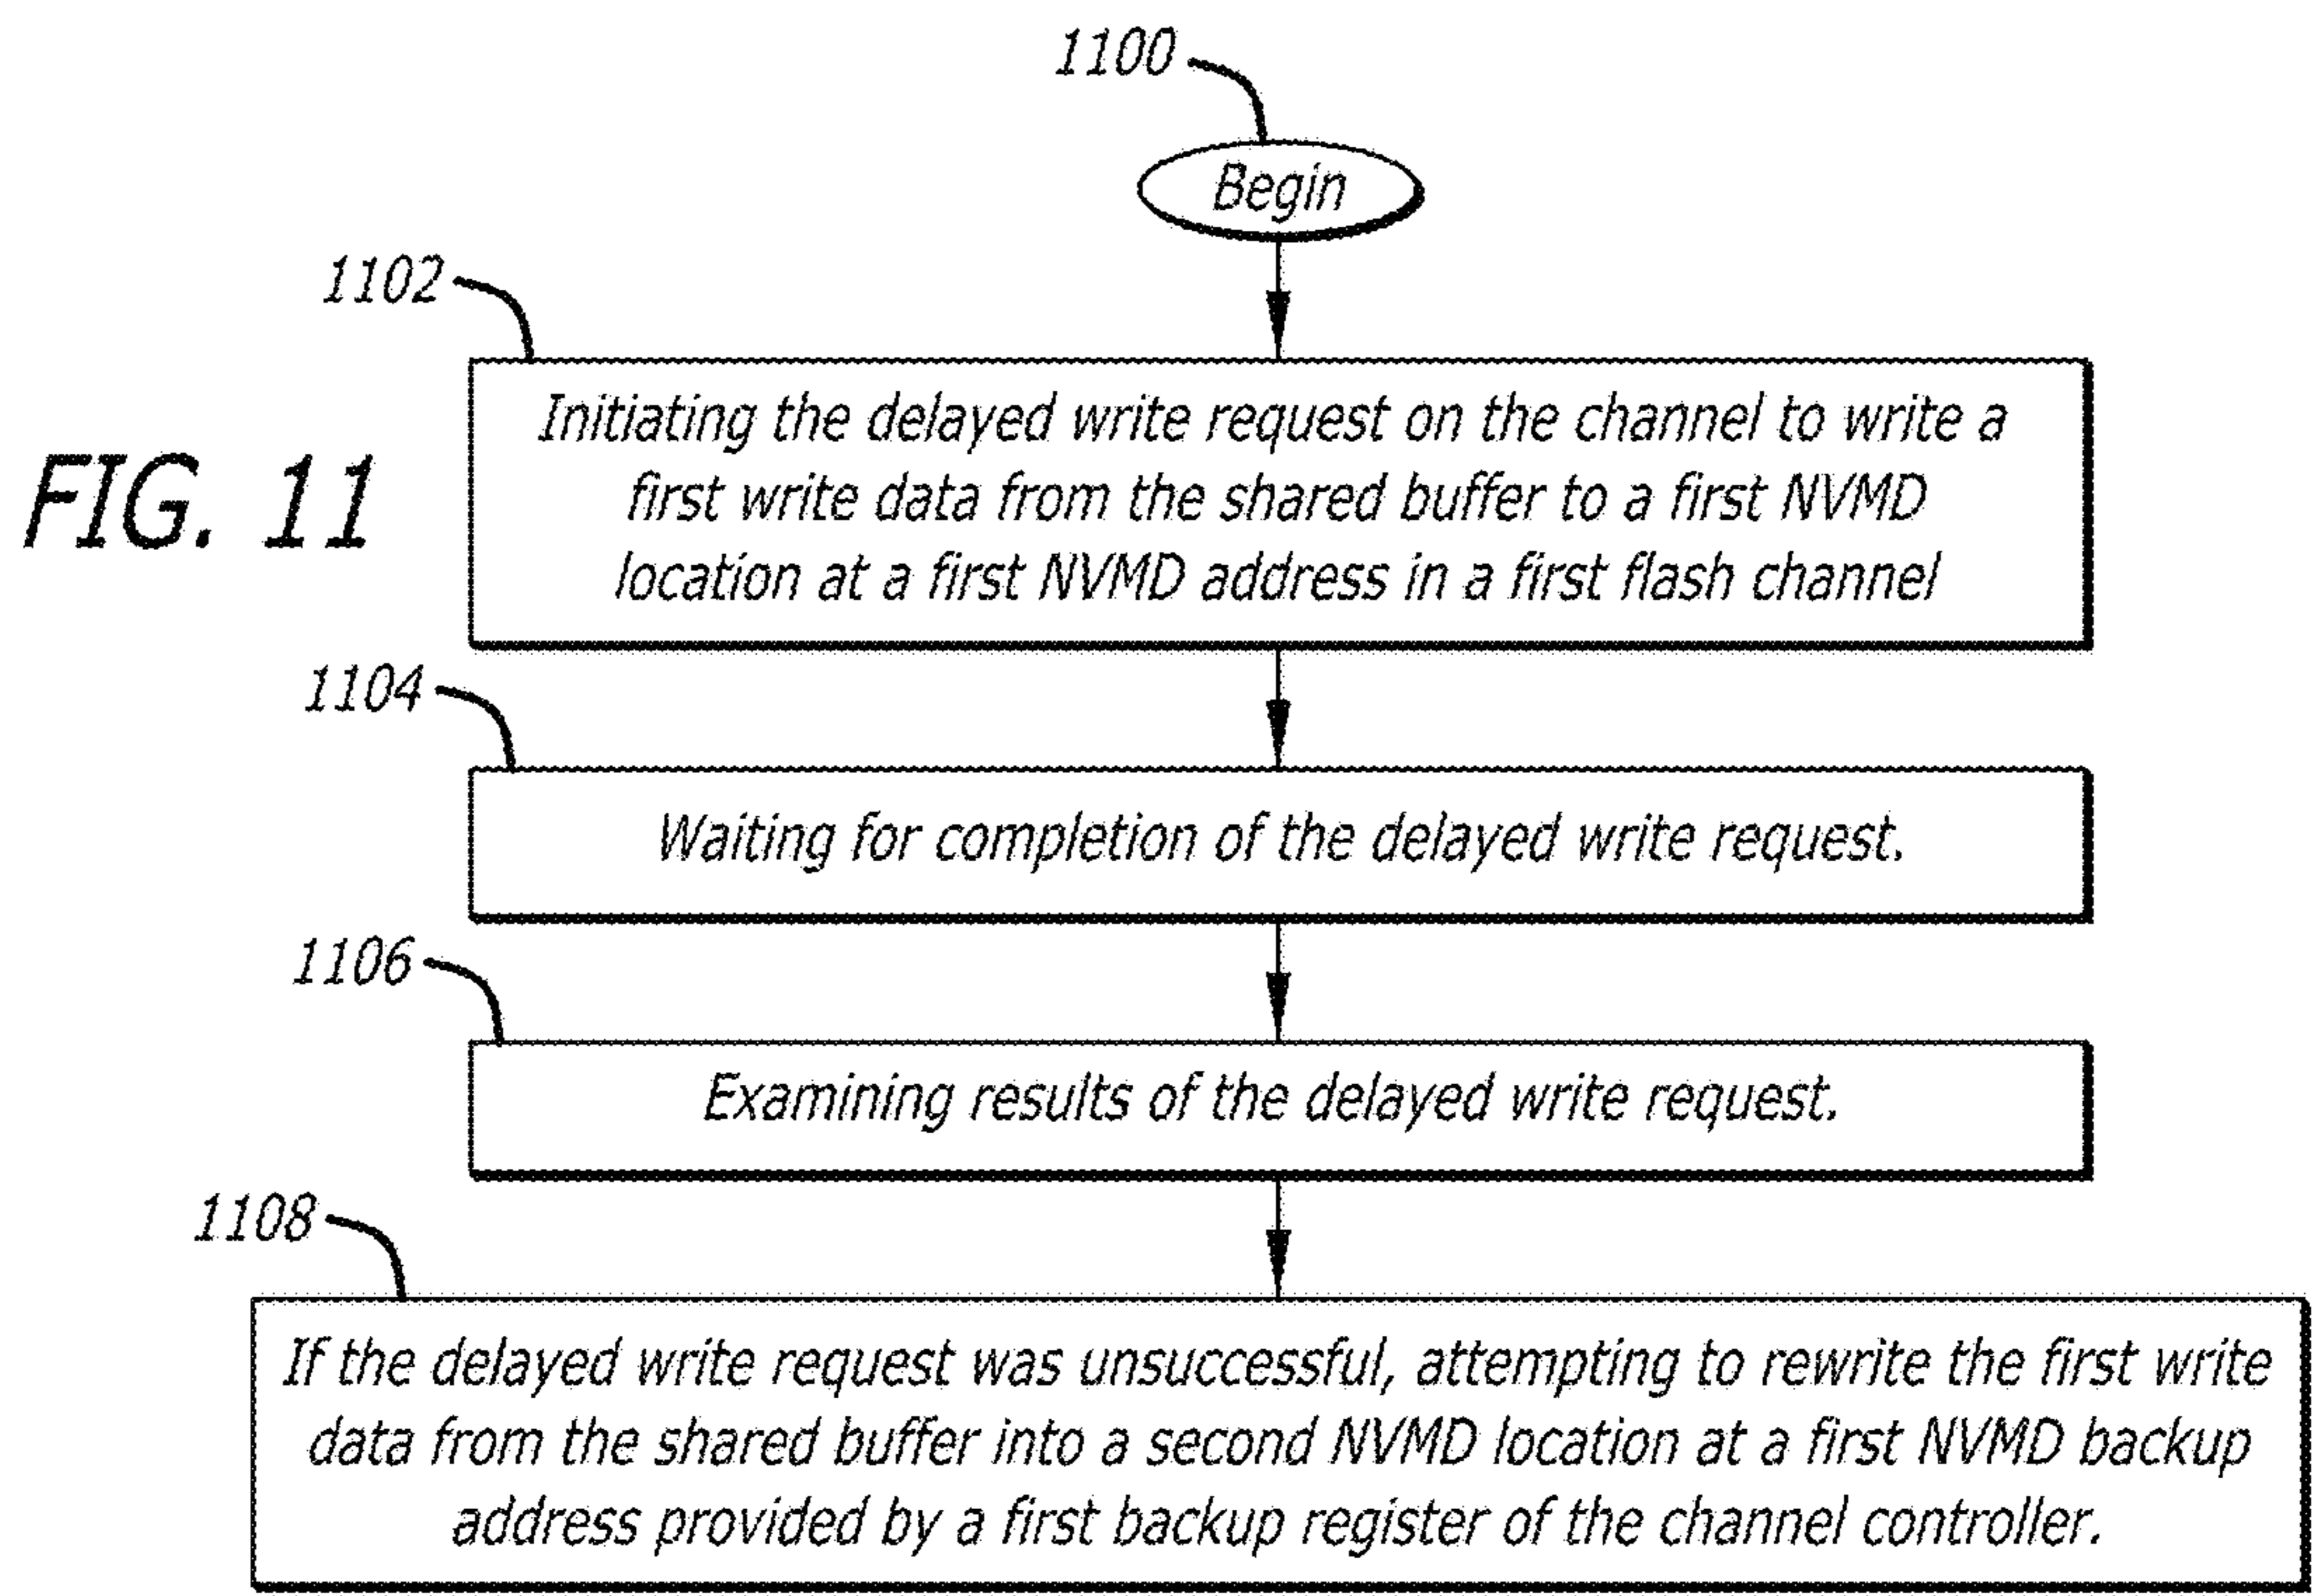 1100
Begin
1102
Initiating the delayed write request on the channel to write a
first write data from the shared buffer to a first NVMD
location at a first NVMD address in a first flash channel
FIG. 11
1104
Waiting for completion of the delayed write request.
1106
Examining results of the delayed write request.
1108
If the delayed write request was unsuccessful, attempting to rewrite the first write
data from the shared buffer into a second NVMD location at a first NVMD backup
address provided by a first backup register of the channel controller.